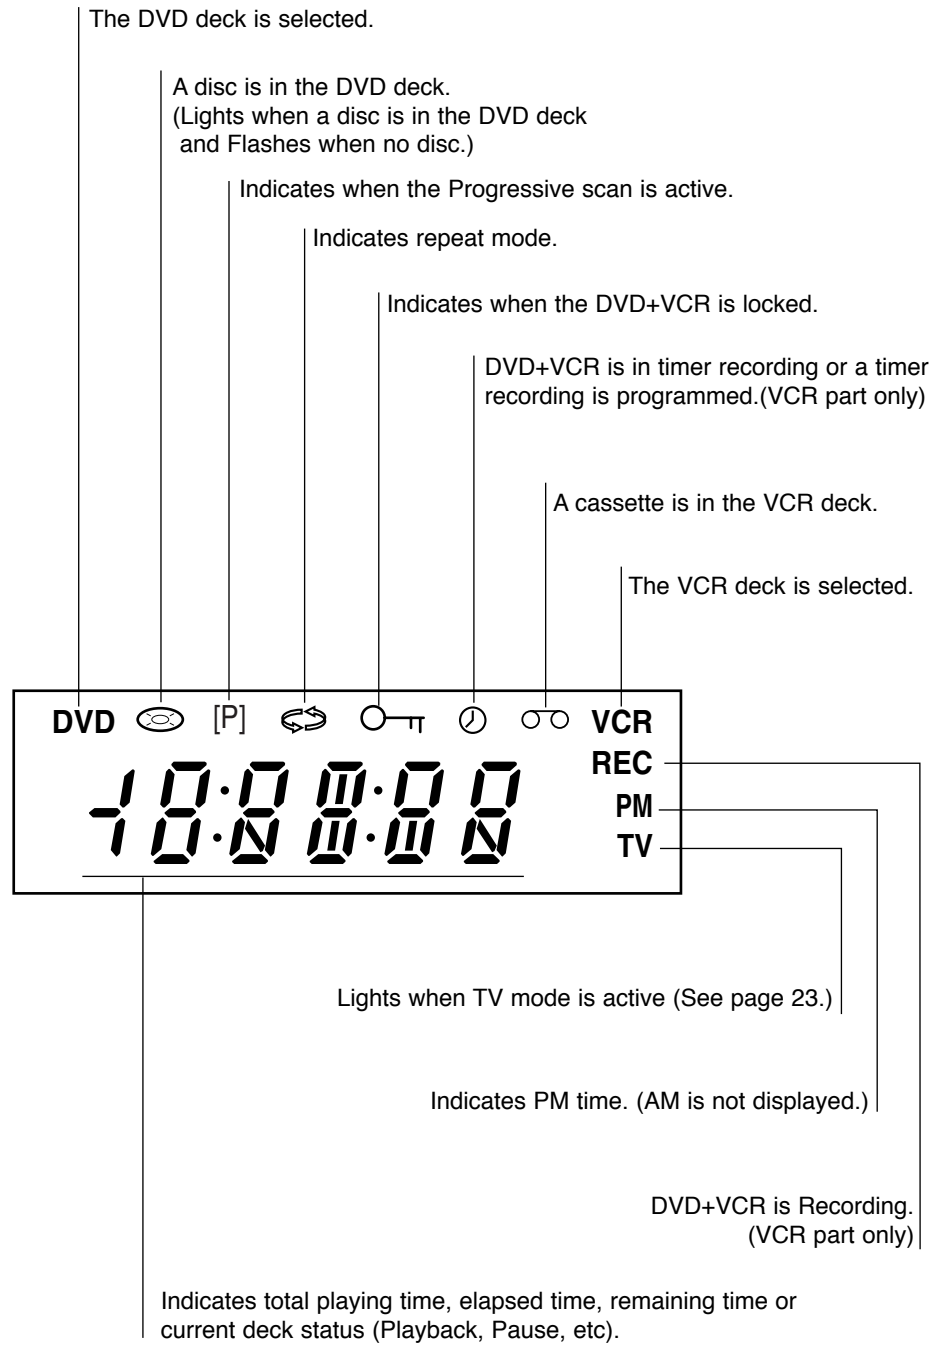 The DVD deck is selected.
A disc is in the DVD deck.
(Lights when a disc is in the DVD deck
and Flashes when no disc.)
Indicates when the Progressive scan is active.
Indicates repeat mode.
Indicates when the DVD+VCR is locked.
DVD+VCR is in timer recording or a timer
recording is programmed.(VCR part only)
A cassette is in the VCR deck.
The VCR deck is selected.
DVD [P] VCR
REC
PM
TV
Lights when TV mode is active (See page 23.)
Indicates PM time. (AM is not displayed.)
DVD+VCR is Recording.
(VCR part only)
Indicates total playing time, elapsed time, remaining time or
current deck status (Playback, Pause, etc).